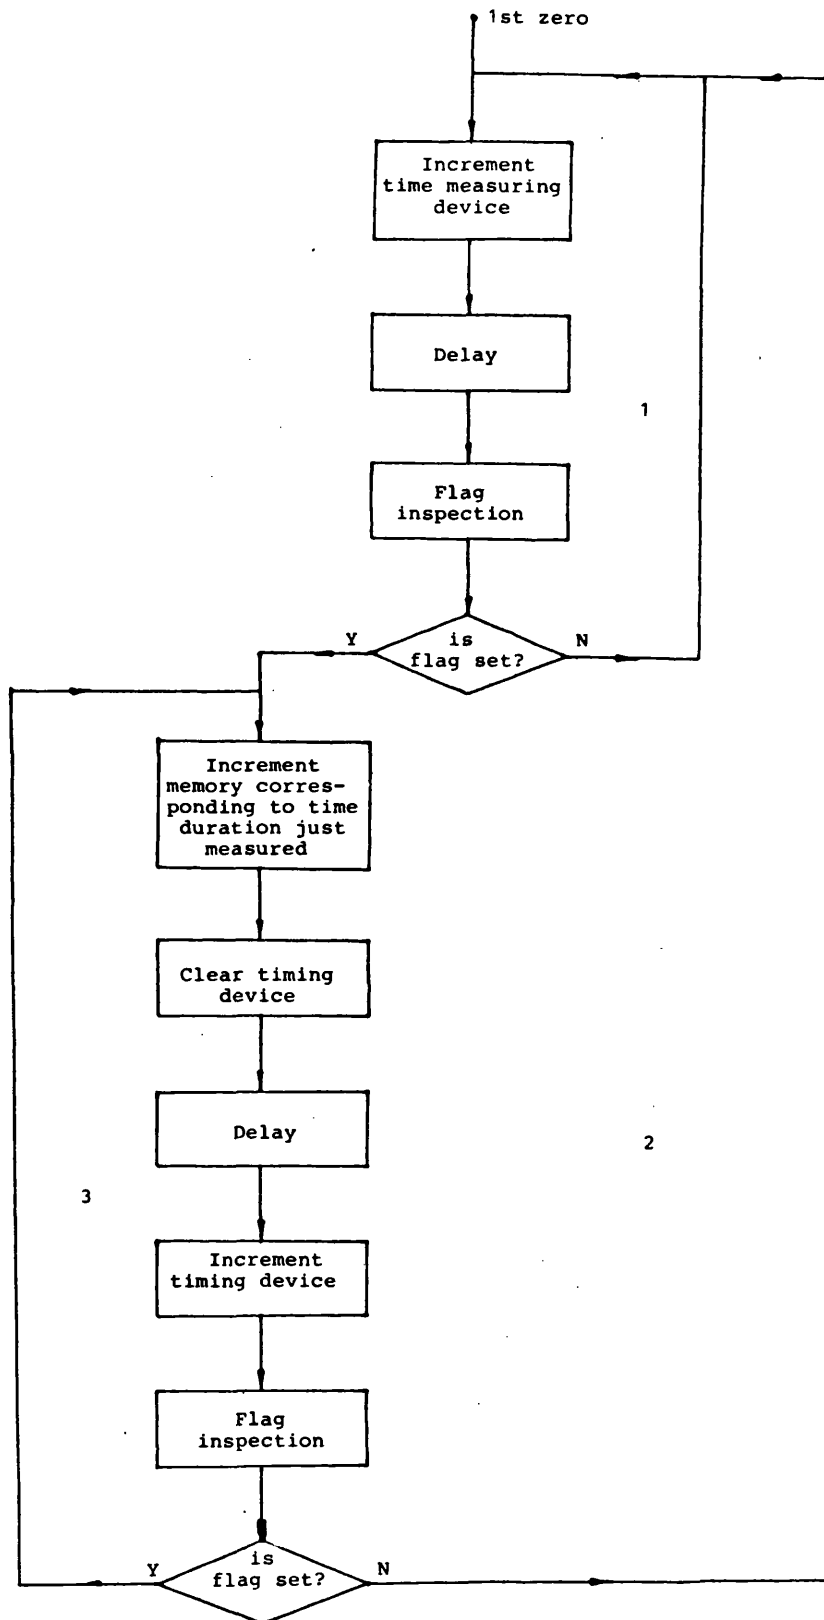 1st zero
Increment
time measuring
device
Delay
1
Flag
inspection
is
flag set?
Y
N
Increment
memory corres-
ponding to time
duration just
measured
Clear timing
device
Delay
2
3
Increment
timing device
Flag
inspection
is
flag set?
Y
N